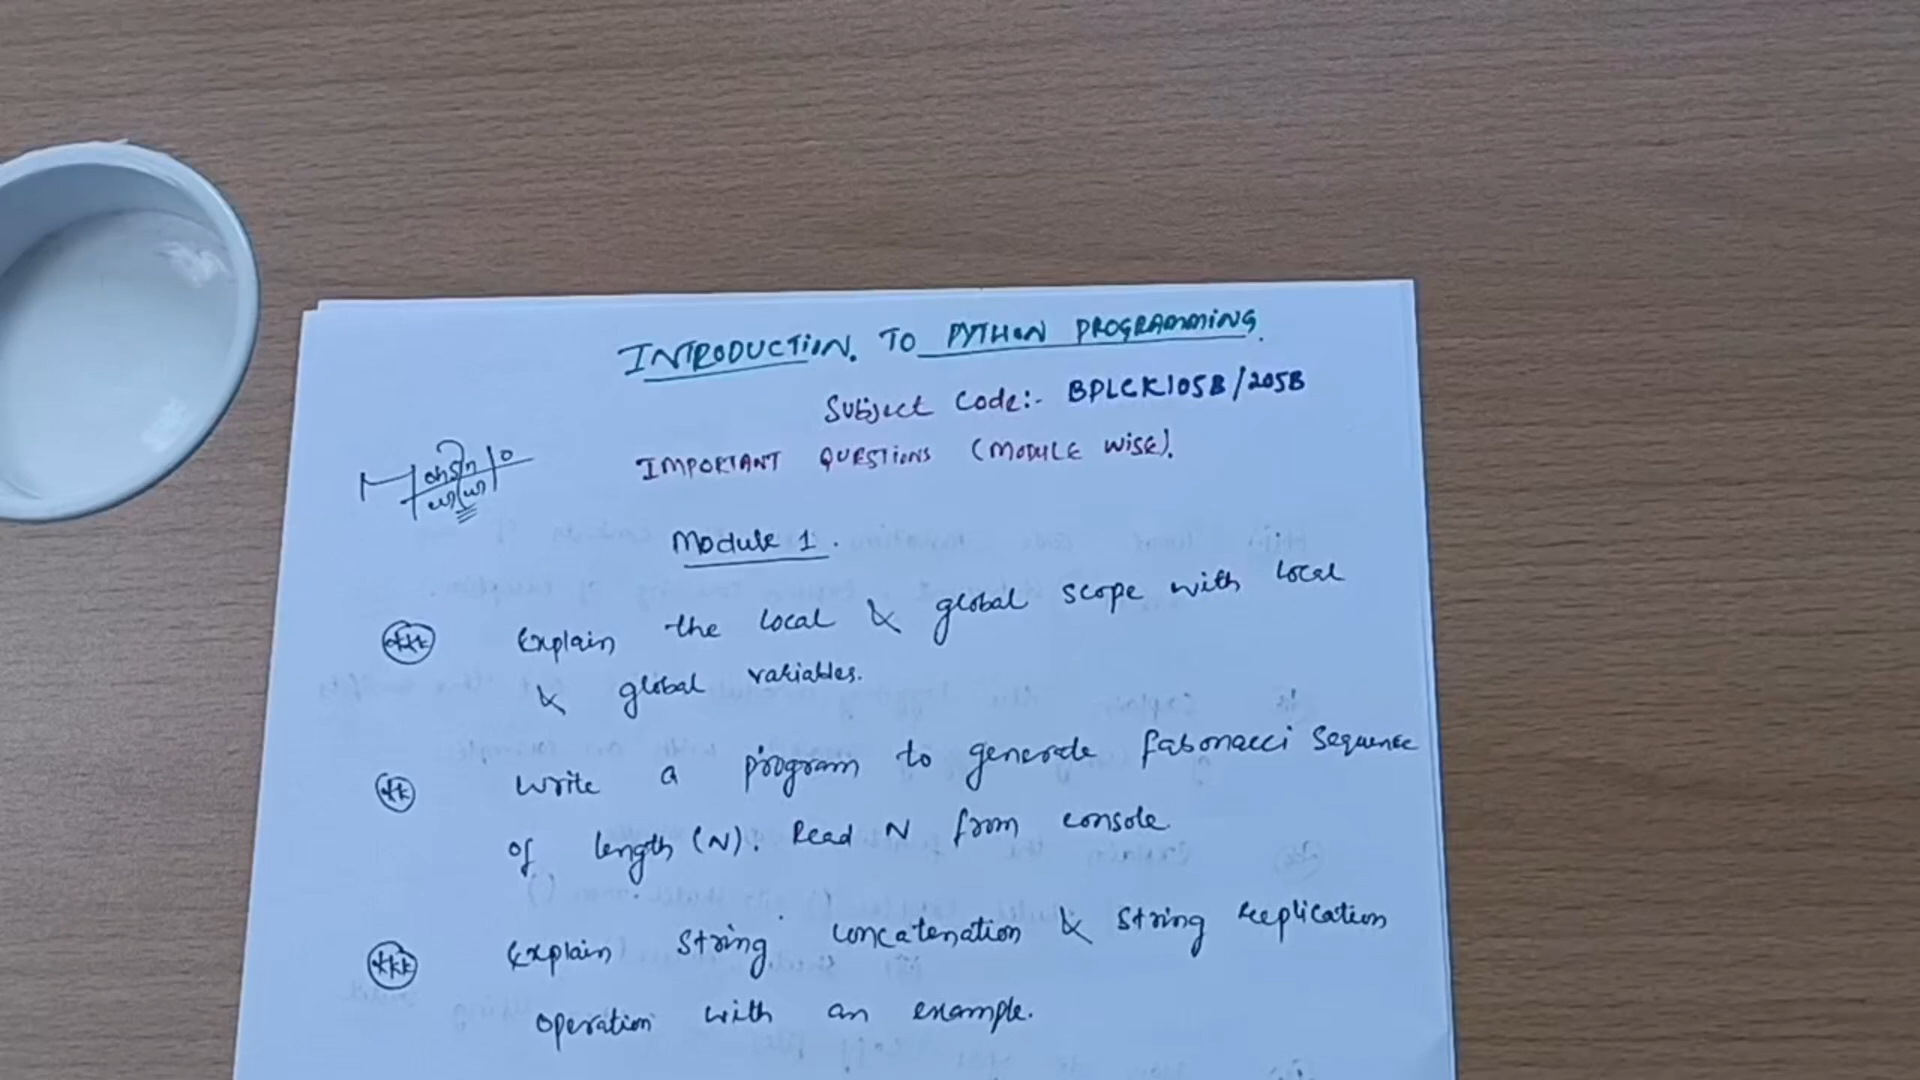 INTRODUCTION. TO PYTHON PROGRAMMING.
Subject Code:- BPLCK105B/205B
IMPORTANT QUESTIONS (MODULE WISE).
Module 1.
*** Explain the local & global scope with local
& global variables.
** Write a program to generate fabonacci Sequence
of length (N). Read N from console.
*** Explain string concatenation & string Replication
operation with an example.